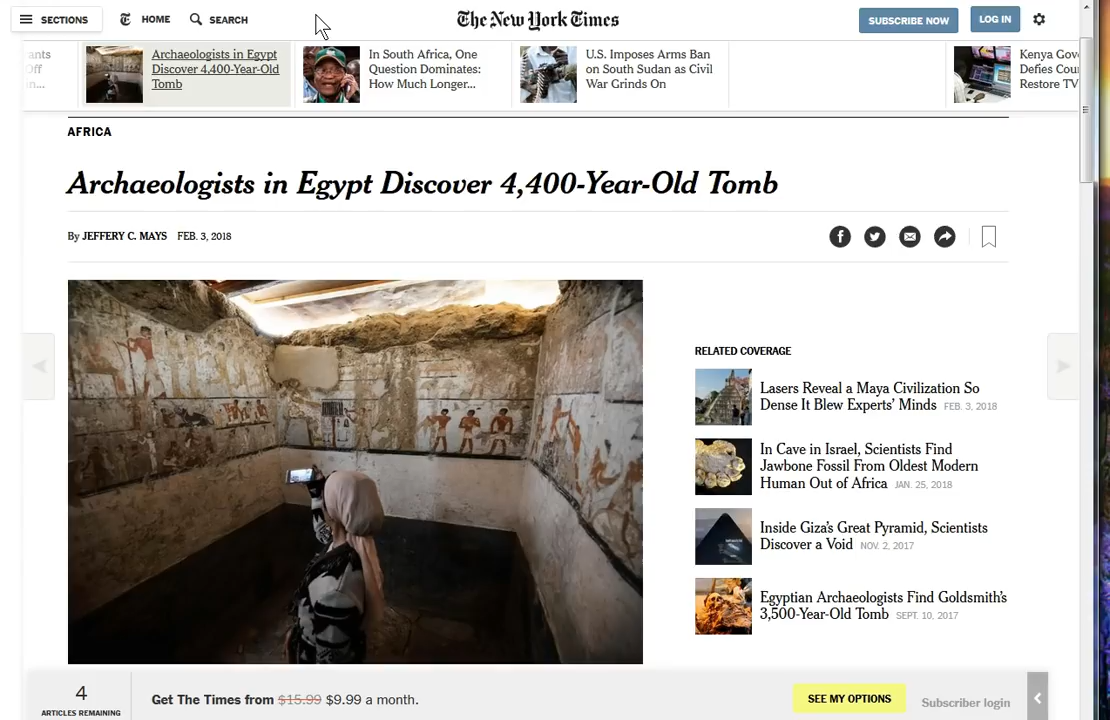 SECTIONS HOME SEARCH The New York Times SUBSCRIBE NOW LOG IN
ants
Off
in...
Archaeologists in Egypt
Discover 4,400-Year-Old
Tomb
In South Africa, One
Question Dominates:
How Much Longer...
U.S. Imposes Arms Ban
on South Sudan as Civil
War Grinds On
Kenya Gove
Defies Cour
Restore TV
AFRICA
Archaeologists in Egypt Discover 4,400-Year-Old Tomb
By JEFFERY C. MAYS FEB. 3, 2018
RELATED COVERAGE
Lasers Reveal a Maya Civilization So
Dense It Blew Experts’ Minds FEB. 3, 2018
In Cave in Israel, Scientists Find
Jawbone Fossil From Oldest Modern
Human Out of Africa JAN. 25, 2018
Inside Giza’s Great Pyramid, Scientists
Discover a Void NOV. 2, 2017
Egyptian Archaeologists Find Goldsmith’s
3,500-Year-Old Tomb SEPT. 10, 2017
4
ARTICLES REMAINING
Get The Times from $15.99 $9.99 a month.
SEE MY OPTIONS
Subscriber login